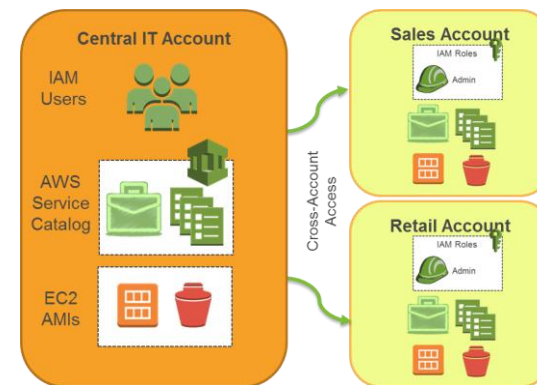 Central IT Account
IAM
Users
AWS
Service
Catalog
EC2
AMIs
Cross-Account
Access
Sales Account
IAM Roles
Admin
Retail Account
IAM Roles
Admin